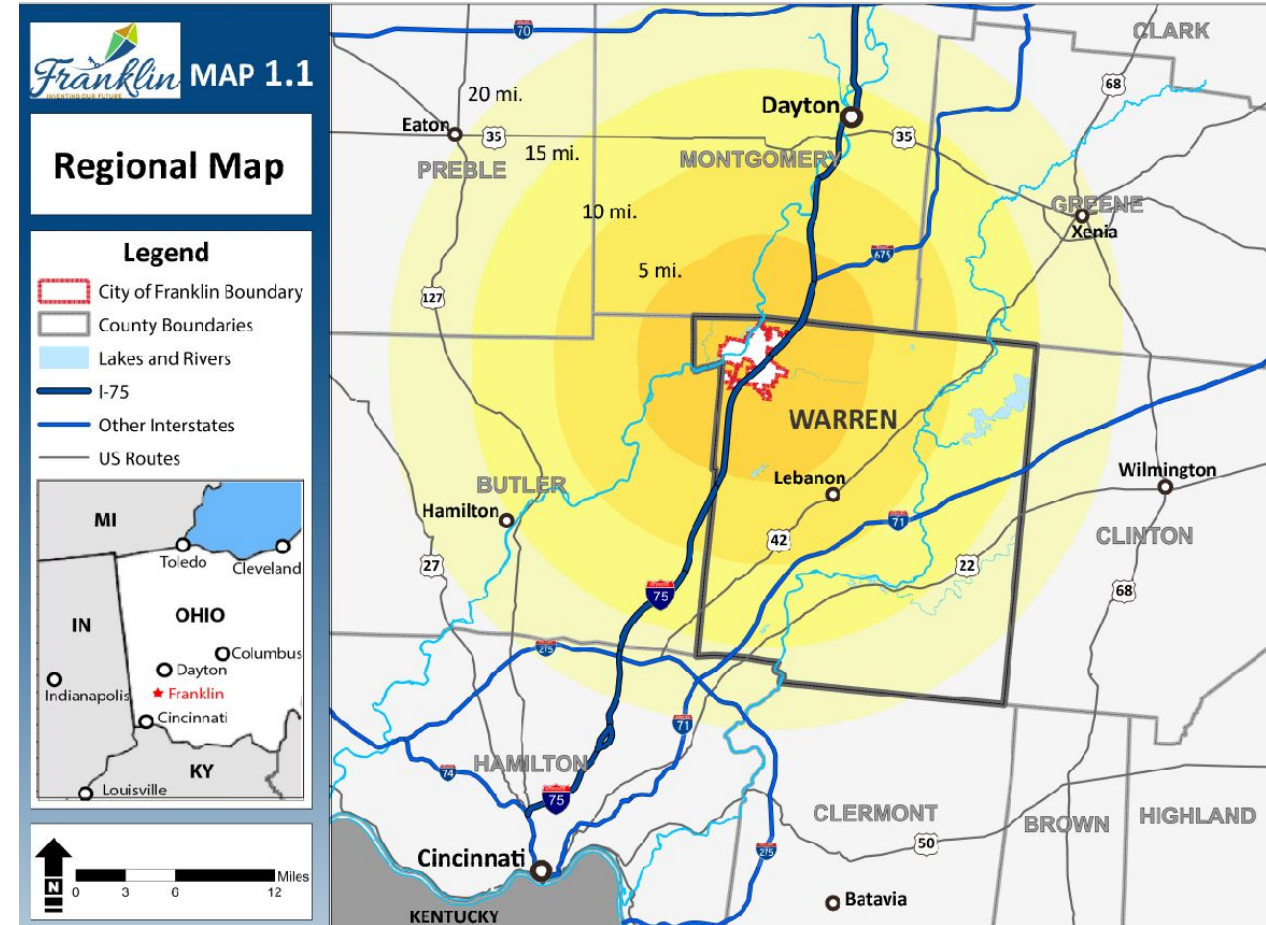 Franklin
INVENTING OUR FUTURE
MAP 1.1
Regional Map
Legend
City of Franklin Boundary
County Boundaries
Lakes and Rivers
I-75
Other Interstates
US Routes
MI
Toledo
Cleveland
OHIO
IN
Columbus
Dayton
Indianapolis
Franklin
Cincinnati
KY
Louisville
N
0 3 6 12
Miles
70
CLARK
68
20 mi.
Dayton
Eaton
35
35
15 mi.
MONTGOMERY
PREBLE
10 mi.
GREENE
Xenia
675
5 mi.
127
WARREN
Wilmington
Lebanon
BUTLER
Hamilton
71
CLINTON
42
27
22
75
68
275
71
HAMILTON
74
75
CLERMONT
HIGHLAND
BROWN
50
275
Cincinnati
Batavia
KENTUCKY